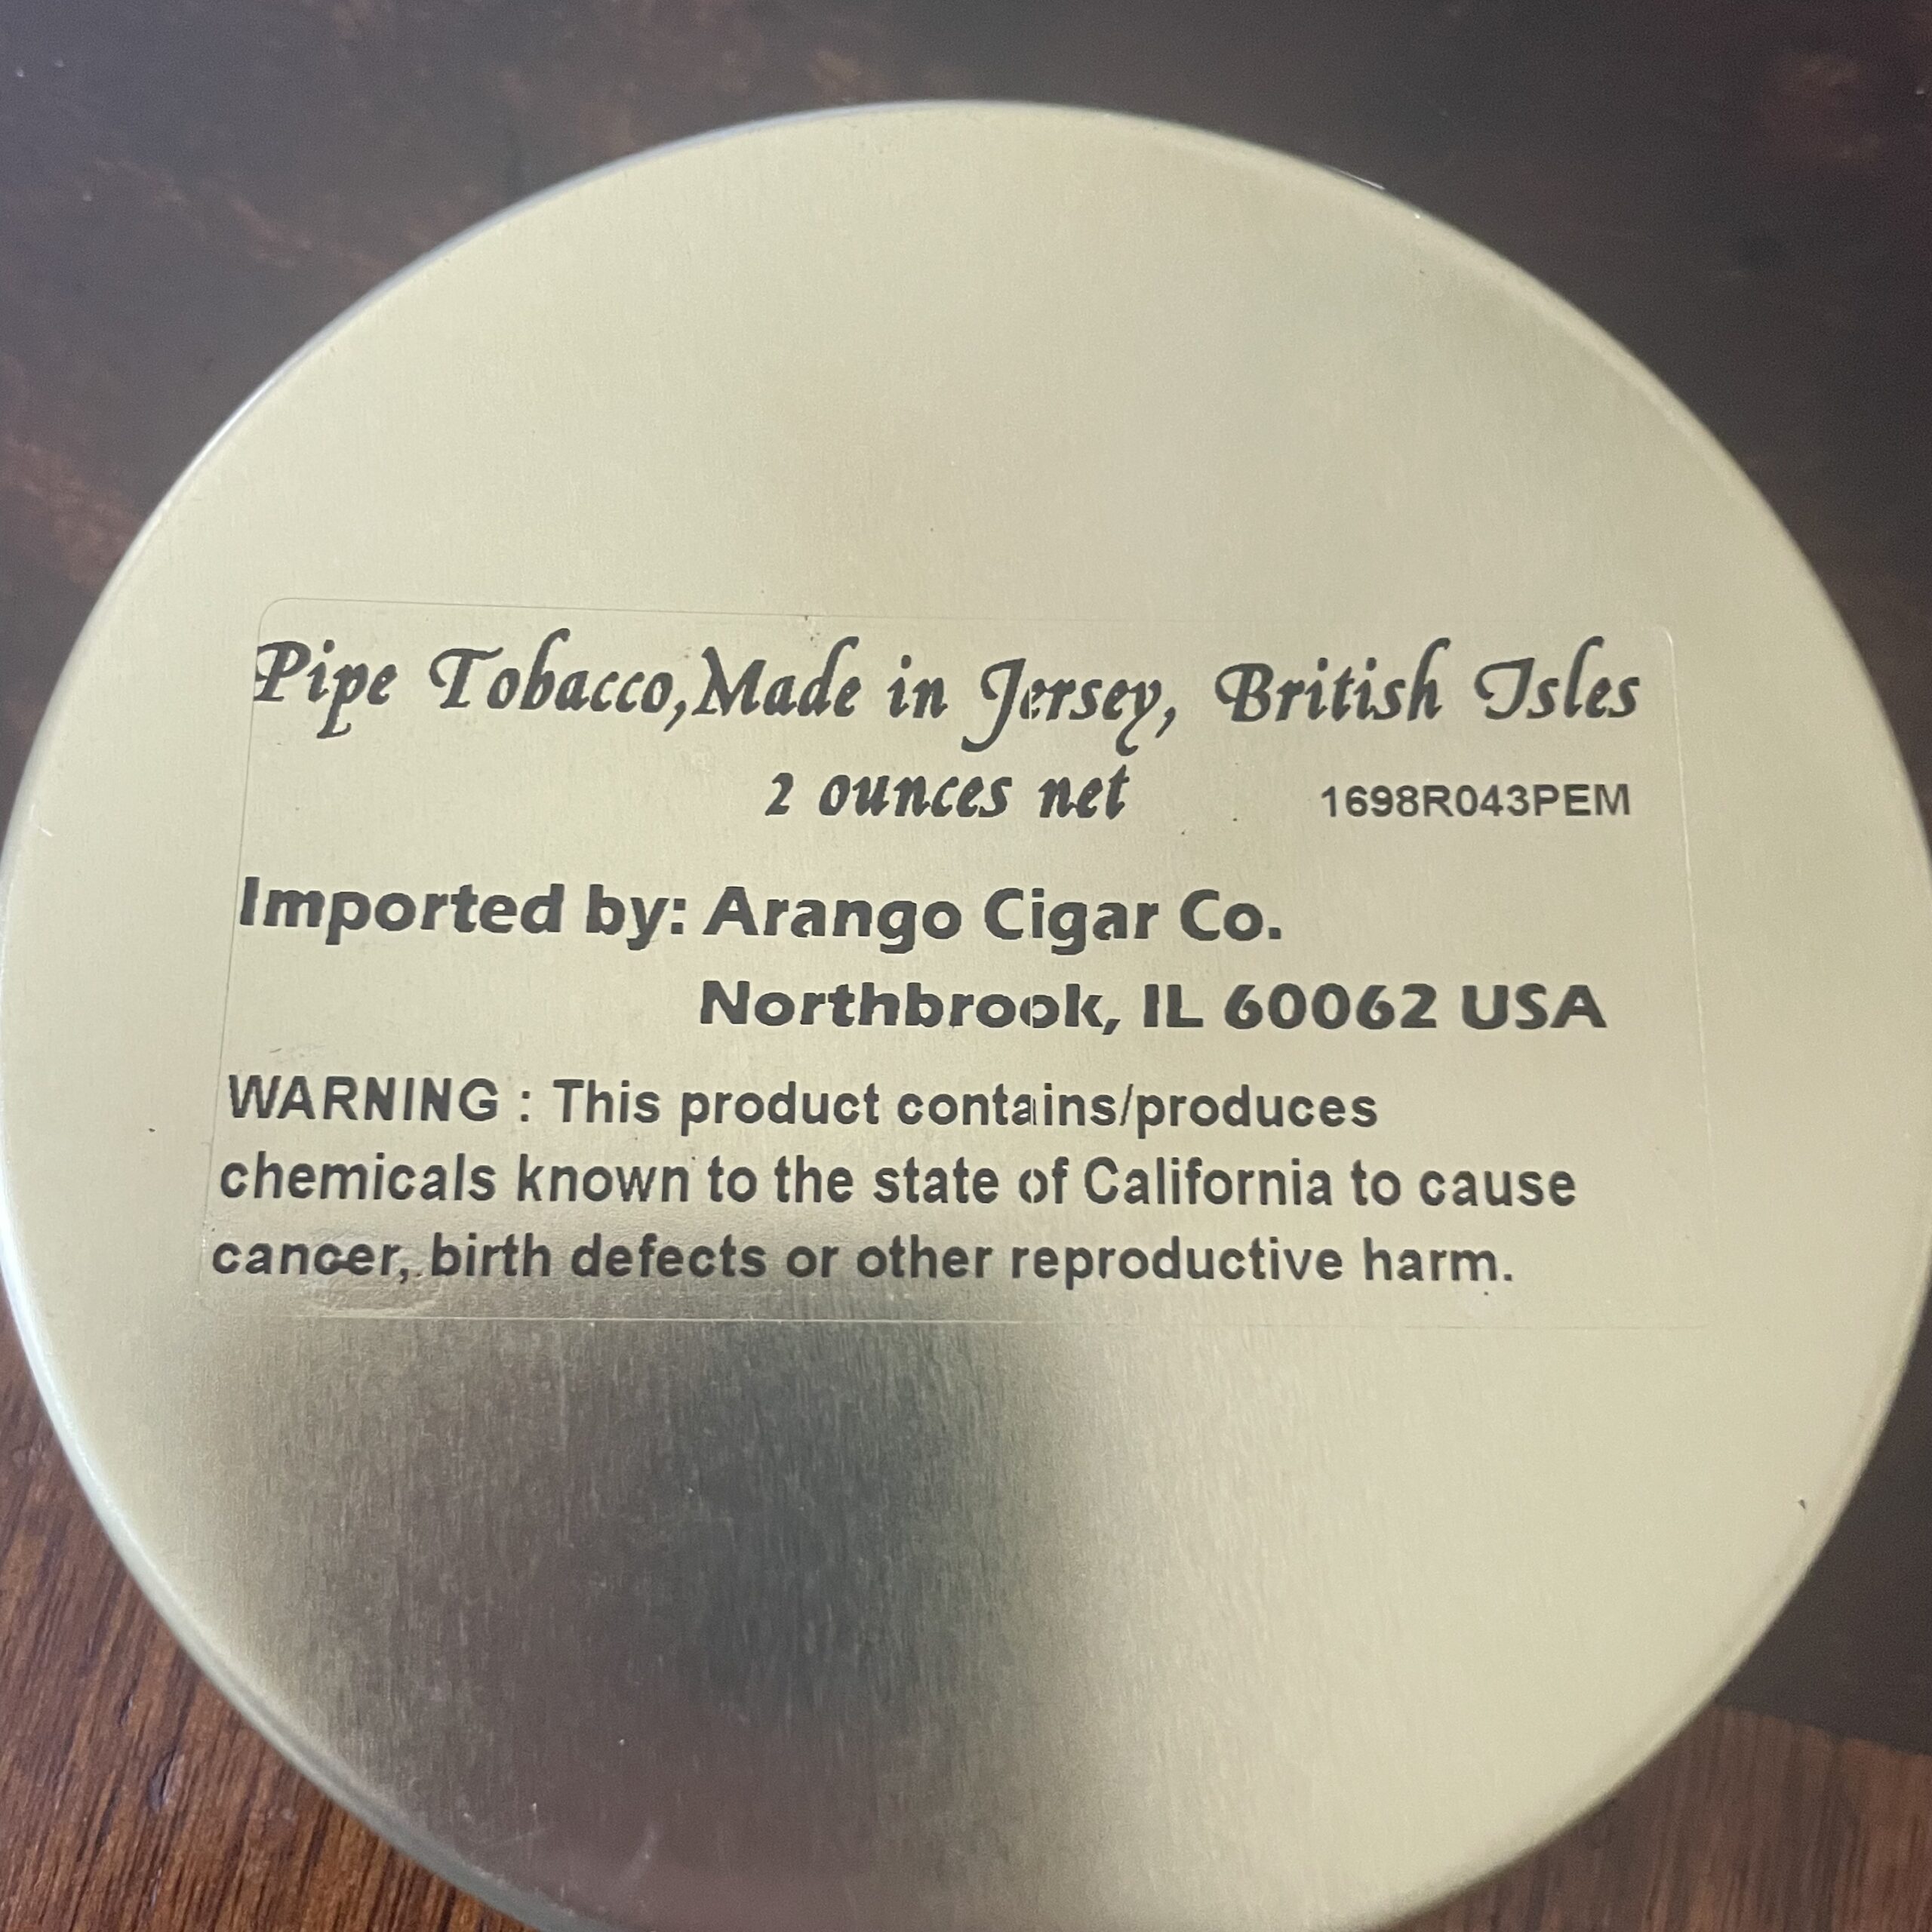 Pipe Tobacco,Made in Jersey, British Isles
2 ounces net 1698R043PEM
Imported by: Arango Cigar Co.
Northbrook, IL 60062 USA
WARNING : This product contains/produces
chemicals known to the state of California to cause
cancer, birth defects or other reproductive harm.